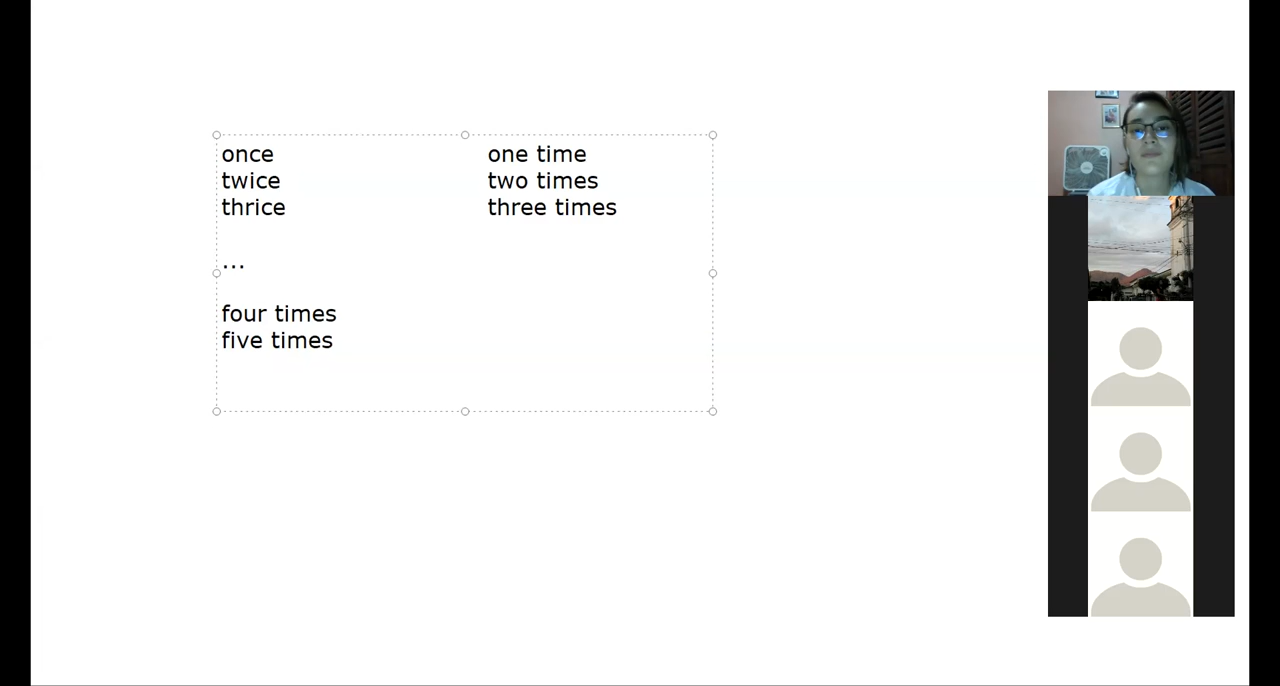 once one time
twice two times
thrice three times
...
four times
five times